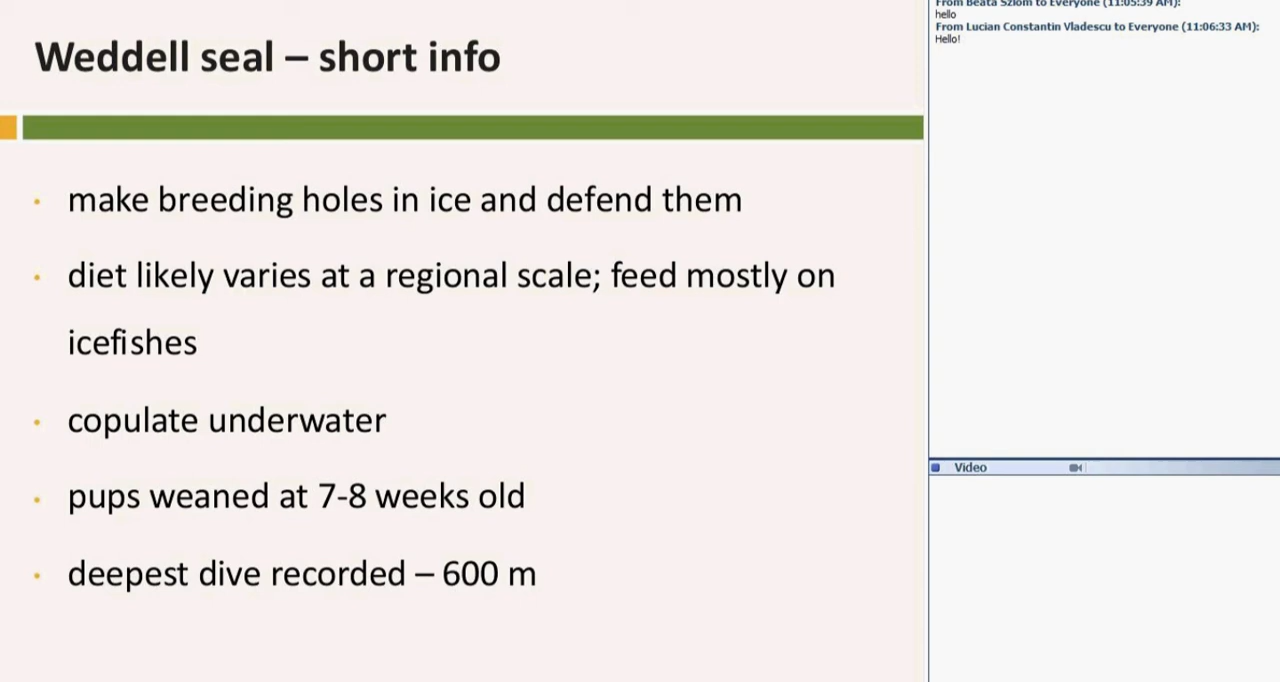 Weddell seal – short info
make breeding holes in ice and defend them
diet likely varies at a regional scale; feed mostly on
icefishes
copulate underwater
pups weaned at 7-8 weeks old
deepest dive recorded – 600 m
From Beata Szlom to Everyone (11:05:39 AM):
hello
From Lucian Constantin Vladescu to Everyone (11:06:33 AM):
Hello!
Video